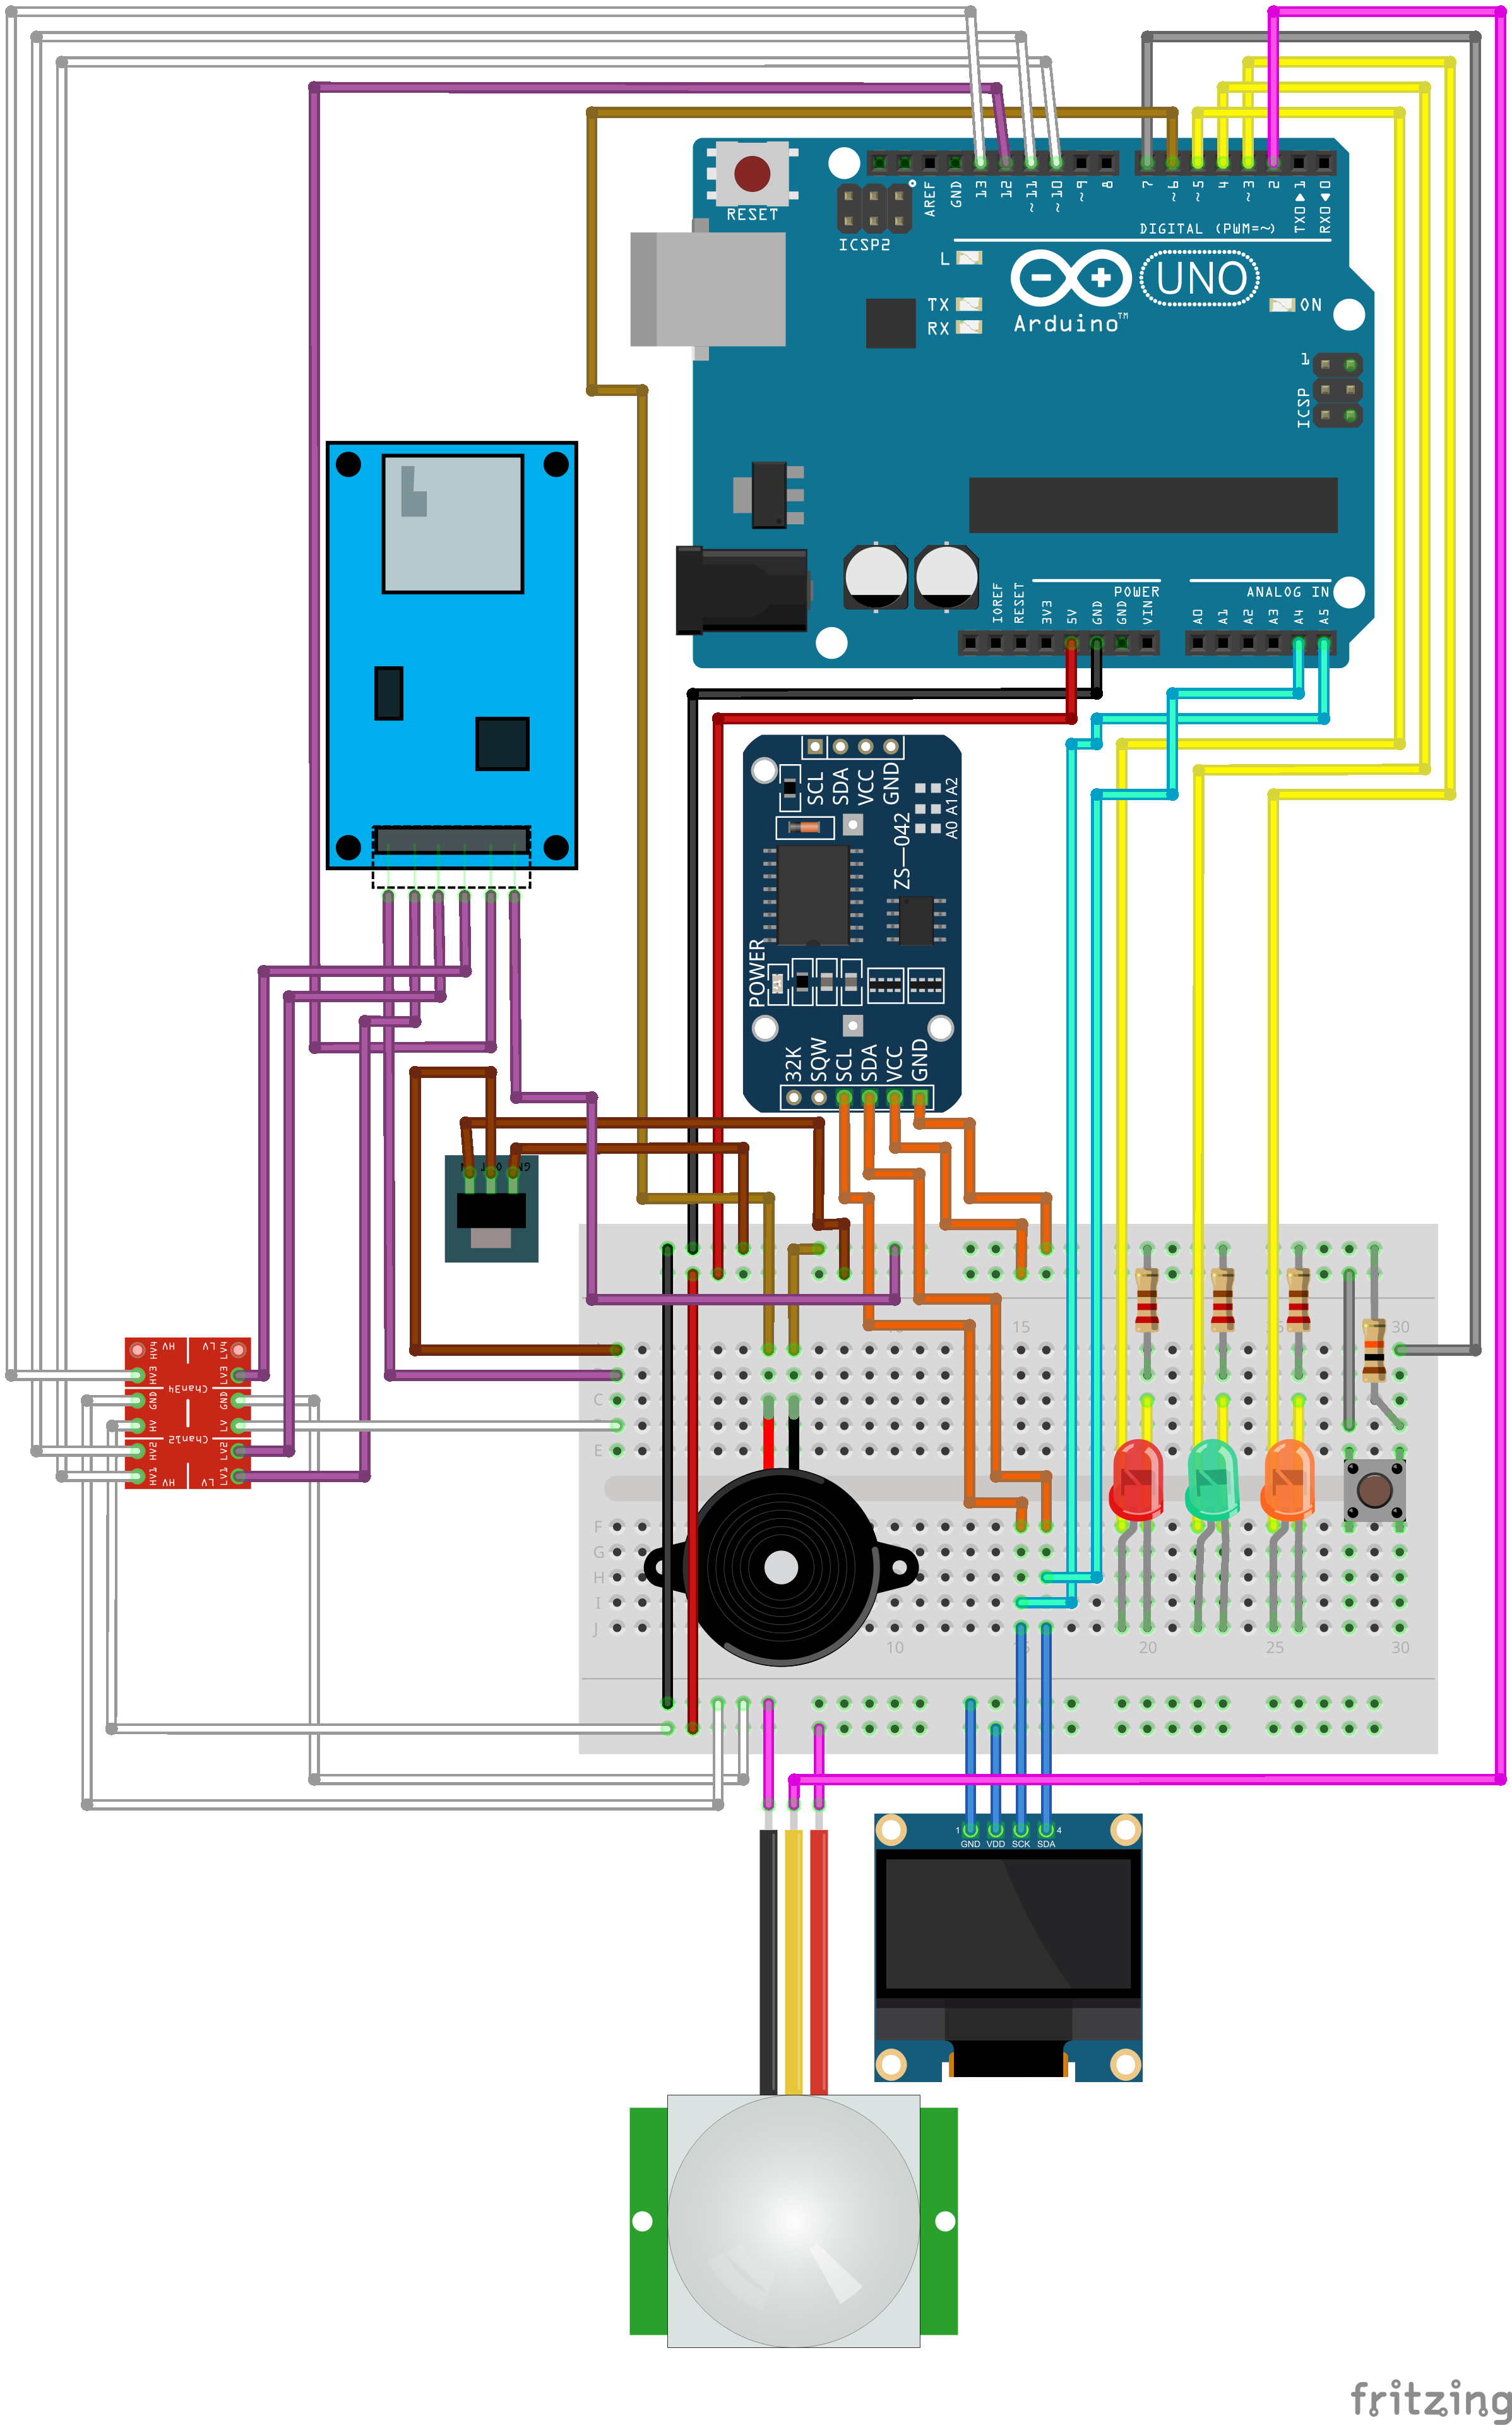 RESET
ICSP2
AREF
GND
13
12
~11
~10
~9
8
7
~6
~5
4
~3
2
TX0▶1
RX0◀0
DIGITAL (PWM=~)
L
TX
RX
UNO
Arduino™
ON
1
ICSP
IOREF
RESET
3V3
5V
GND
GND
VIN
POWER
A0
A1
A2
A3
A4
A5
ANALOG IN
SCL
SDA
VCC
GND
A0 A1 A2
ZS-042
POWER
32K
SQW
SCL
SDA
VCC
GND
15
30
HV4
HV
LV
LV4
HV3
LV3
Chan34
GND
GND
HV
LV
Chan12
HV2
LV2
HV1
HV
LV
LV1
C
E
F
G
H
I
J
10
20
25
30
1
4
GND
VDD
SCK
SDA
fritzing